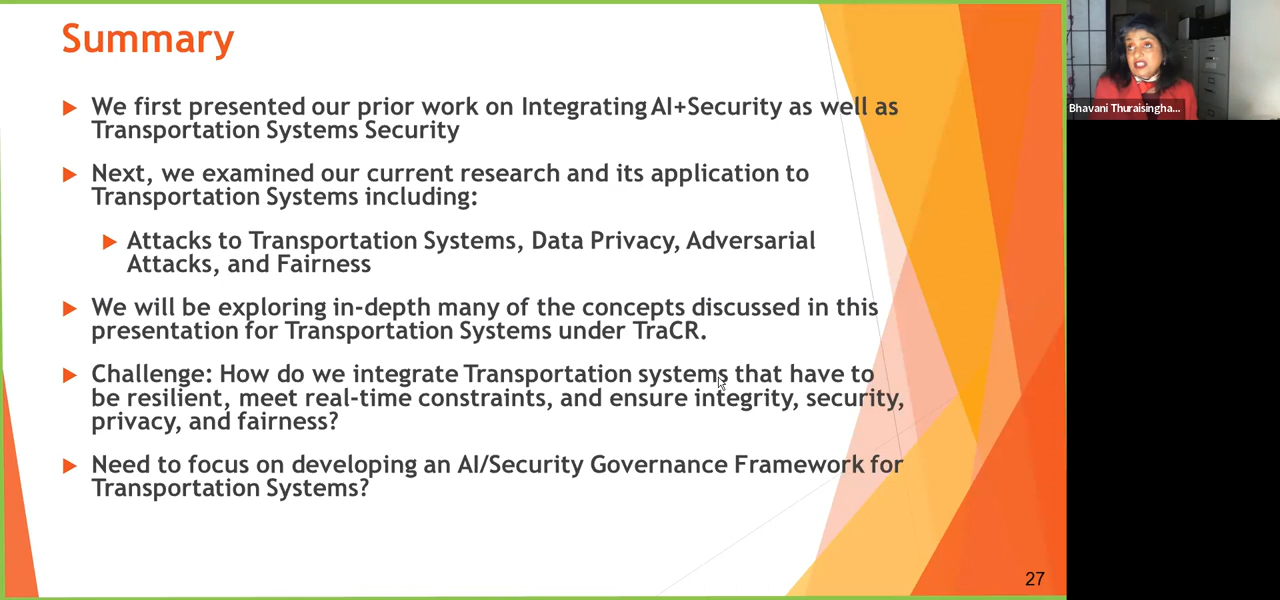 Summary
We first presented our prior work on Integrating AI+Security as well as
Transportation Systems Security
Next, we examined our current research and its application to
Transportation Systems including:
Attacks to Transportation Systems, Data Privacy, Adversarial
Attacks, and Fairness
We will be exploring in-depth many of the concepts discussed in this
presentation for Transportation Systems under TraCR.
Challenge: How do we integrate Transportation systems that have to
be resilient, meet real-time constraints, and ensure integrity, security,
privacy, and fairness?
Need to focus on developing an AI/Security Governance Framework for
Transportation Systems?
27
Bhavani Thuraisingha...